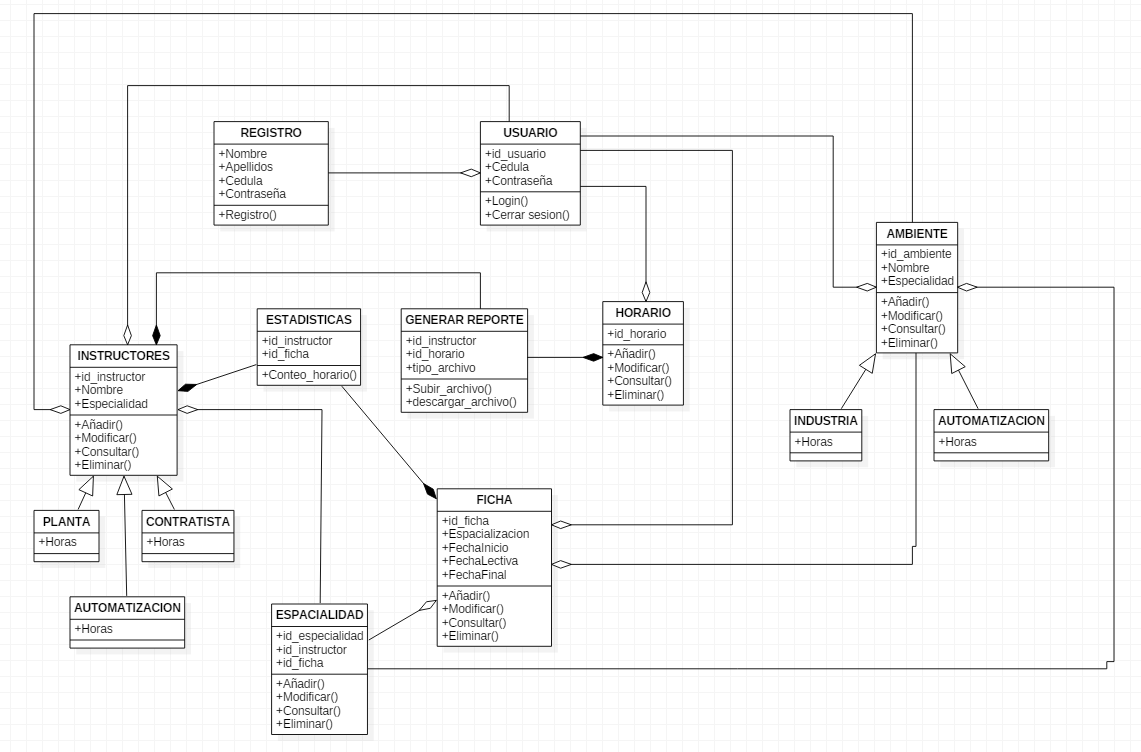 REGISTRO
+Nombre
+Apellidos
+Cedula
+Contraseña
+Registro()
USUARIO
+id_usuario
+Cedula
+Contraseña
+Login()
+Cerrar sesion()
AMBIENTE
+id_ambiente
+Nombre
+Especialidad
+Añadir()
+Modificar()
+Consultar()
+Eliminar()
INSTRUCTORES
+id_instructor
+Nombre
+Especialidad
+Añadir()
+Modificar()
+Consultar()
+Eliminar()
ESTADISTICAS
+id_instructor
+id_ficha
+Conteo_horario()
GENERAR REPORTE
+id_instructor
+id_horario
+tipo_archivo
+Subir_archivo()
+descargar_archivo()
HORARIO
+id_horario
+Añadir()
+Modificar()
+Consultar()
+Eliminar()
INDUSTRIA
+Horas
AUTOMATIZACION
+Horas
PLANTA
+Horas
CONTRATISTA
+Horas
AUTOMATIZACION
+Horas
FICHA
+id_ficha
+Espacializacion
+FechaInicio
+FechaLectiva
+FechaFinal
+Añadir()
+Modificar()
+Consultar()
+Eliminar()
ESPACIALIDAD
+id_especialidad
+id_instructor
+id_ficha
+Añadir()
+Modificar()
+Consultar()
+Eliminar()